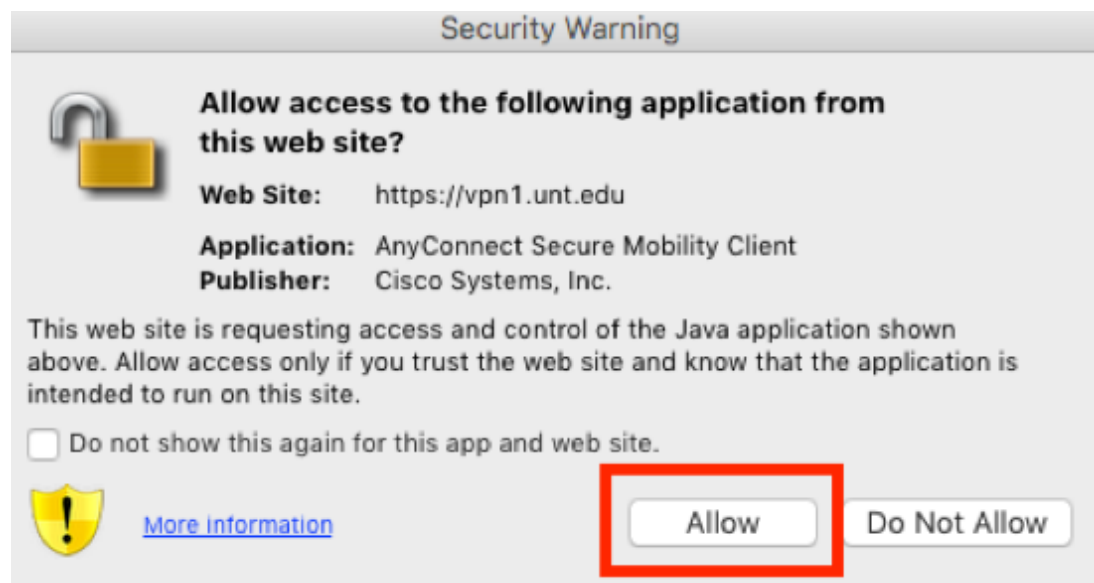 Security Warning
Allow access to the following application from
this web site?
Web Site: https://vpn1.unt.edu
Application: AnyConnect Secure Mobility Client
Publisher: Cisco Systems, Inc.
This web site is requesting access and control of the Java application shown
above. Allow access only if you trust the web site and know that the application is
intended to run on this site.
Do not show this again for this app and web site.
More information
Allow
Do Not Allow